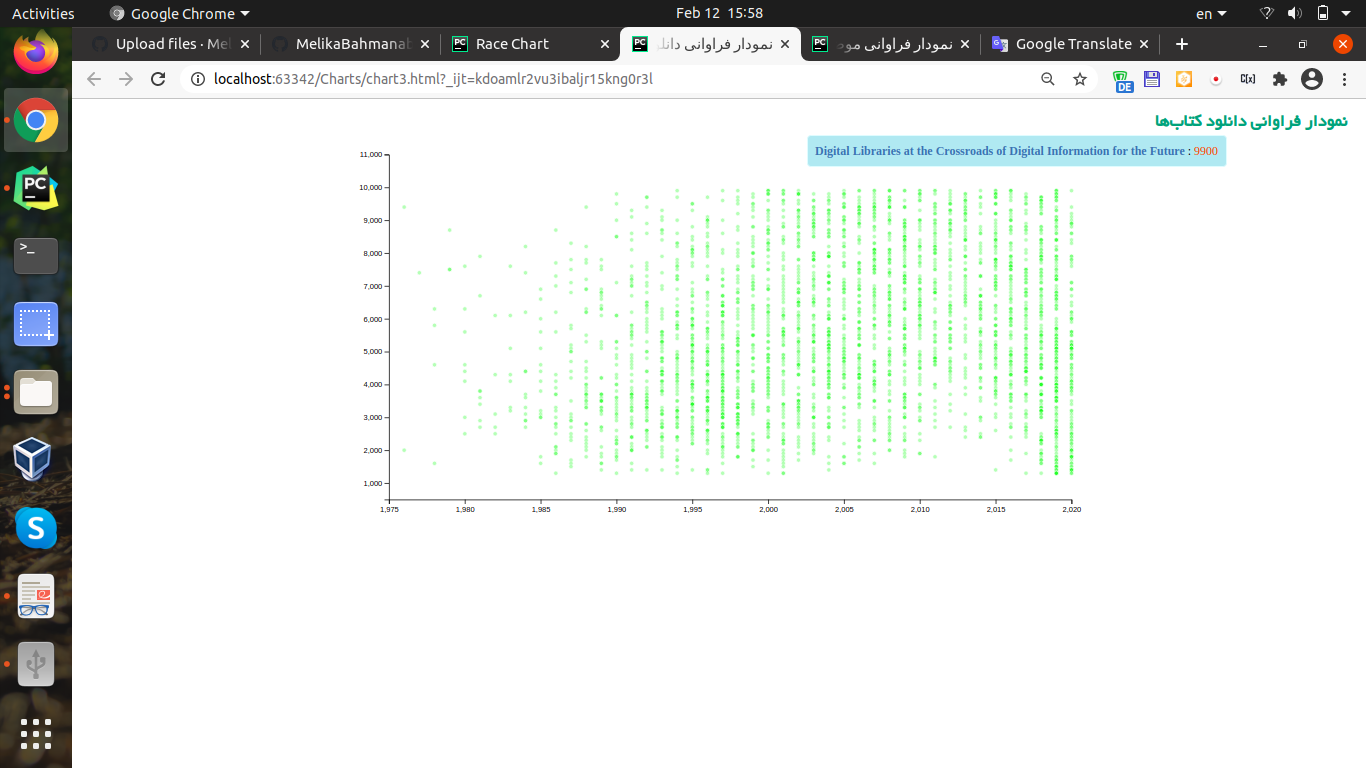 Activities
Google Chrome
Feb 12 15:58
en
Upload files · Mel
MelikaBahmanab
Race Chart
نمودار فراوانی دانل
نمودار فراوانی موض
Google Translate
localhost:63342/Charts/chart3.html?_ijt=kdoamlr2vu3ibaljr15kng0r3l
DE
C[x]
نمودار فراوانی دانلود کتاب‌ها
Digital Libraries at the Crossroads of Digital Information for the Future : 9900
11,000
10,000
9,000
8,000
7,000
6,000
5,000
4,000
3,000
2,000
1,000
1,975 1,980 1,985 1,990 1,995 2,000 2,005 2,010 2,015 2,020